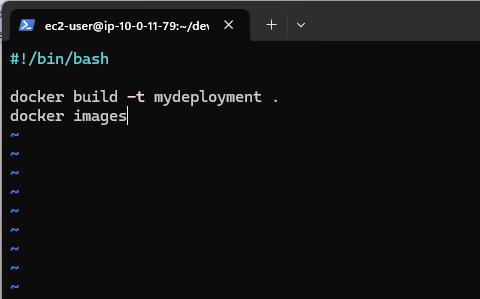 ec2-user@ip-10-0-11-79:~/dev
#!/bin/bash
docker build -t mydeployment .
docker images
~
~
~
~
~
~
~
~
~